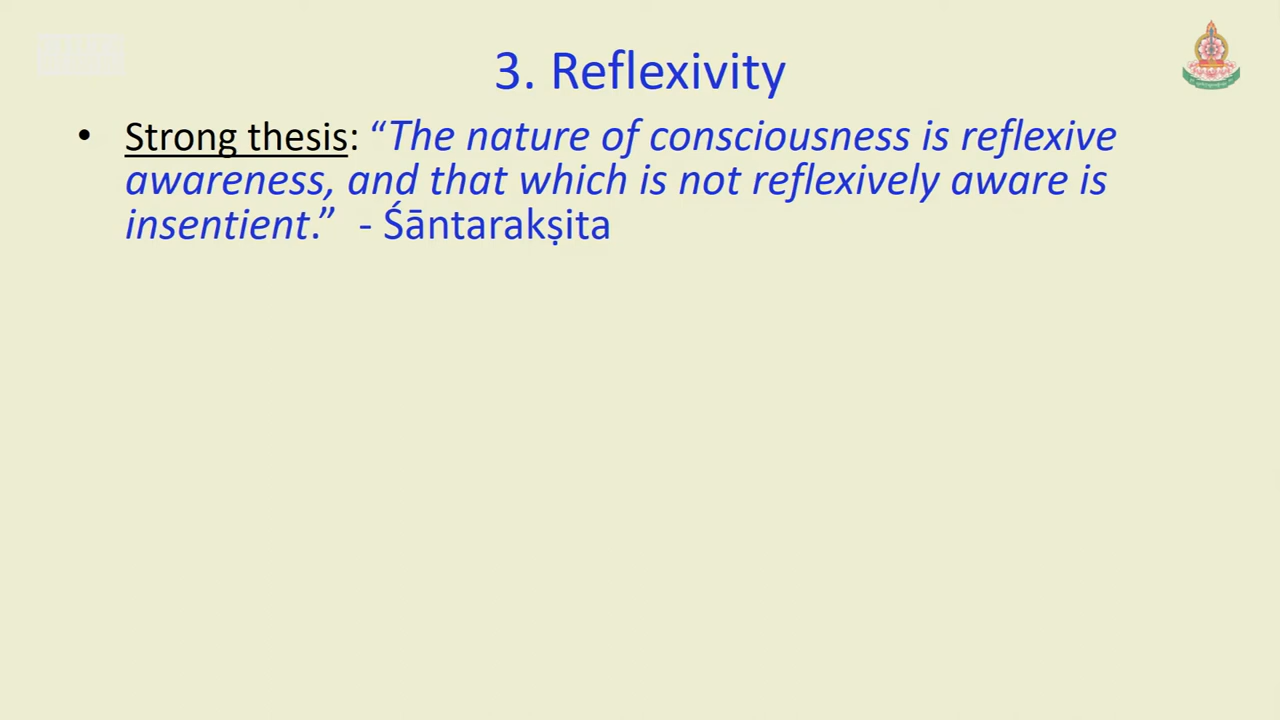 3. Reflexivity
• Strong thesis: “The nature of consciousness is reflexive
awareness, and that which is not reflexively aware is
insentient.” - Śāntarakṣita